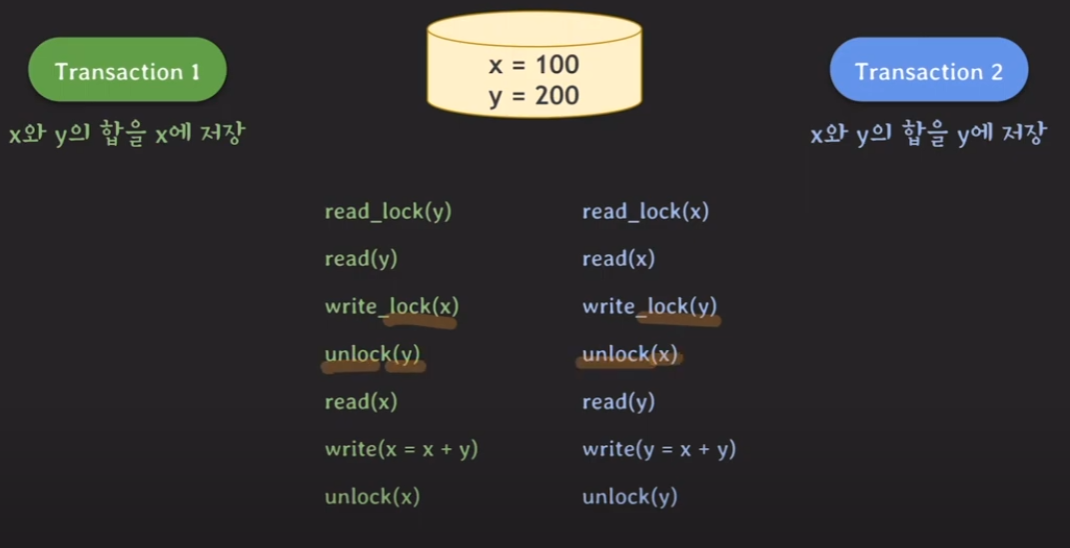 Transaction 1
x와 y의 합을 x에 저장
x = 100
y = 200
Transaction 2
x와 y의 합을 y에 저장
read_lock(y)
read(y)
write_lock(x)
unlock(y)
read(x)
write(x = x + y)
unlock(x)
read_lock(x)
read(x)
write_lock(y)
unlock(x)
read(y)
write(y = x + y)
unlock(y)